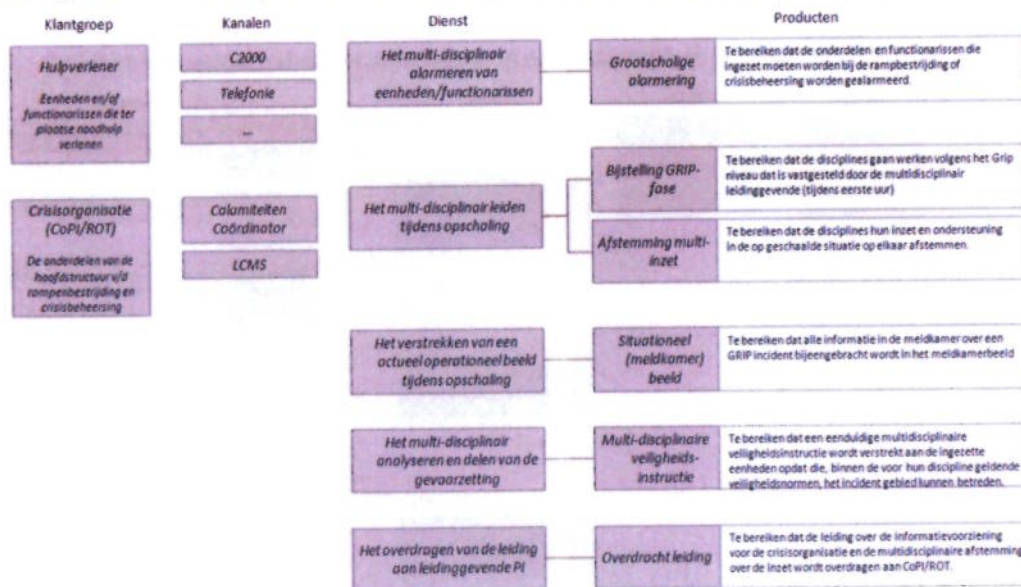 Klantgroep
Kanalen
Dienst
Producten
Hulpverlener
Eenheden en/of
functionarissen die ter
plaatse noodhulp
verlenen
Crisisorganisatie
(CoPI/ROT)
De onderdelen van de
hoofdstructuur v/d
rampenbestrijding en
crisisbeheersing
C2000
Telefonie
...
Calamiteiten
Coördinator
LCMS
Het multi-disciplinair
alarmeren van
eenheden/functionarissen
Grootschalige
alarmering
Te bereiken dat de onderdelen en functionarissen die
ingezet moeten worden bij de rampbestrijding of
crisisbeheersing worden gealarmeerd.
Het multi-disciplinair leiden
tijdens opschaling
Bijstelling GRIP-
fase
Te bereiken dat de disciplines gaan werken volgens het Grip
niveau dat is vastgesteld door de multidisciplinair
leidinggevende (tijdens eerste uur)
Afstemming multi-
inzet
Te bereiken dat de disciplines hun inzet en ondersteuning
in de op geschaalde situatie op elkaar afstemmen.
Het verstrekken van een
actueel operationeel beeld
tijdens opschaling
Situationeel
(meldkamer)
beeld
Te bereiken dat alle informatie in de meldkamer over een
GRIP incident bijeengebracht wordt in het meldkamerbeeld
Het multi-disciplinair
analyseren en delen van de
gevaarzetting
Multi-disciplinaire
veiligheids-
instructie
Te bereiken dat een eenduidige multidisciplinaire
veiligheidsinstructie wordt verstrekt aan de ingezette
eenheden opdat die, binnen de voor hun discipline geldende
veiligheidsnormen, het incident gebied kunnen betreden.
Het overdragen van de leiding
aan leidinggevende PI
Overdracht leiding
Te bereiken dat de leiding over de informatievoorziening
voor de crisisorganisatie en de multidisciplinaire afstemming
over de inzet wordt overdragen aan CoPI/ROT.